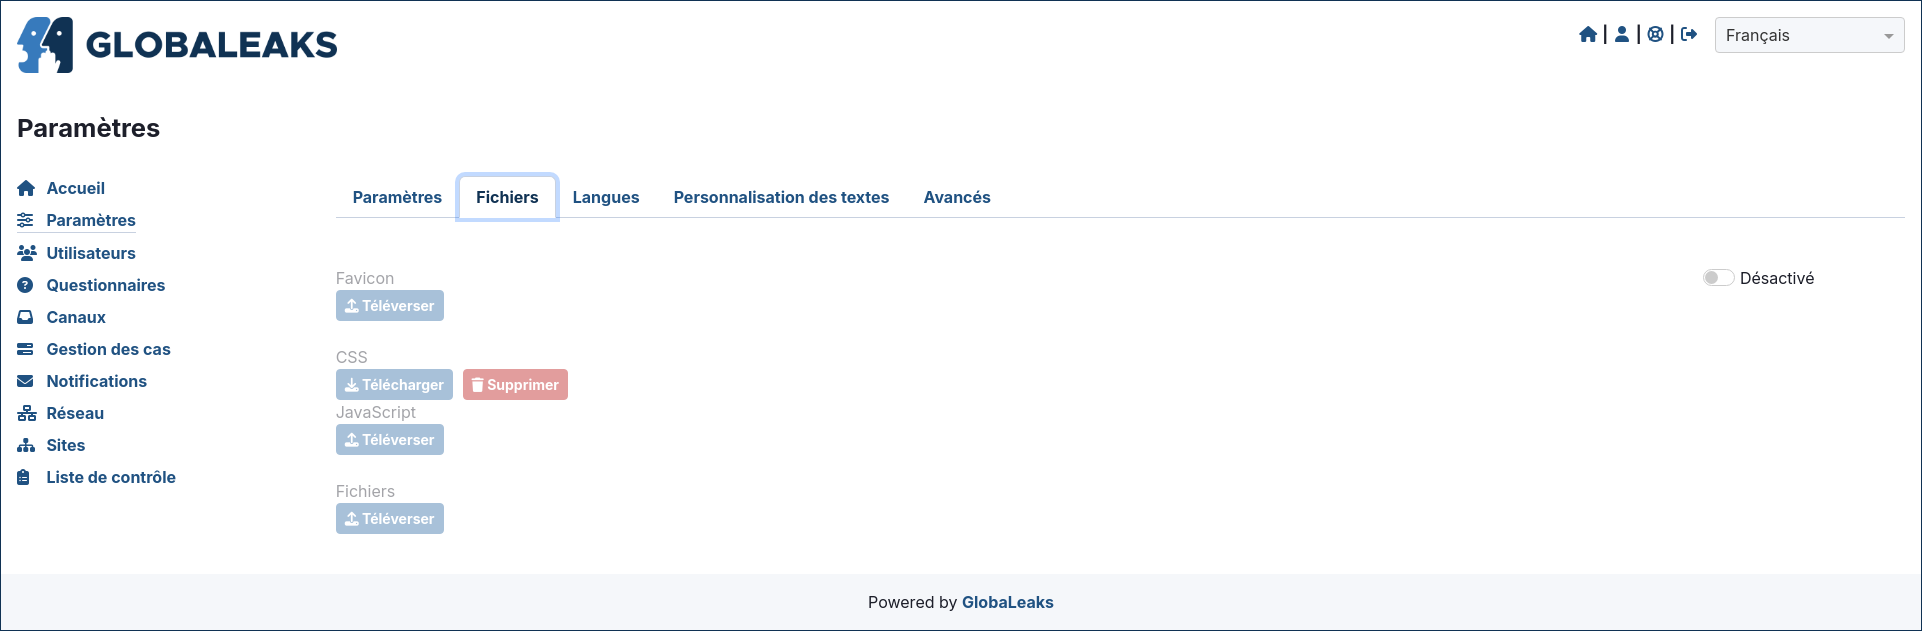 GLOBALEAKS
Français
Paramètres
Accueil
Paramètres
Utilisateurs
Questionnaires
Canaux
Gestion des cas
Notifications
Réseau
Sites
Liste de contrôle
Paramètres Fichiers Langues Personnalisation des textes Avancés
Favicon
Désactivé
Téléverser
CSS
Télécharger Supprimer
JavaScript
Téléverser
Fichiers
Téléverser
Powered by GlobaLeaks